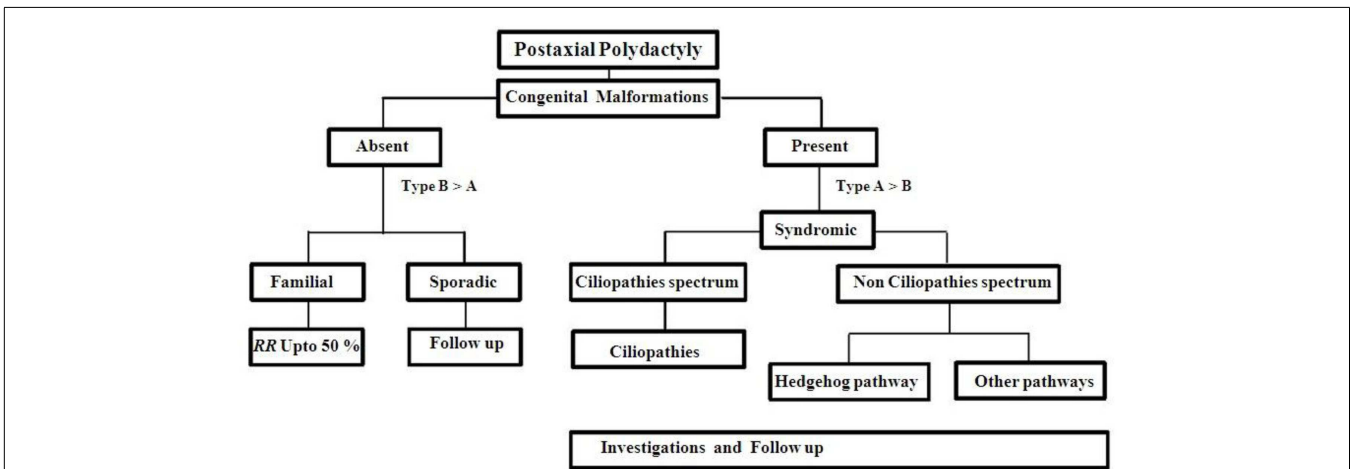 Postaxial Polydactyly
Congenital Malformations
Absent
Present
Type B > A
Type A > B
Syndromic
Familial
Sporadic
Ciliopathies spectrum
Non Ciliopathies spectrum
RR Upto 50 %
Follow up
Ciliopathies
Hedgehog pathway
Other pathways
Investigations and Follow up